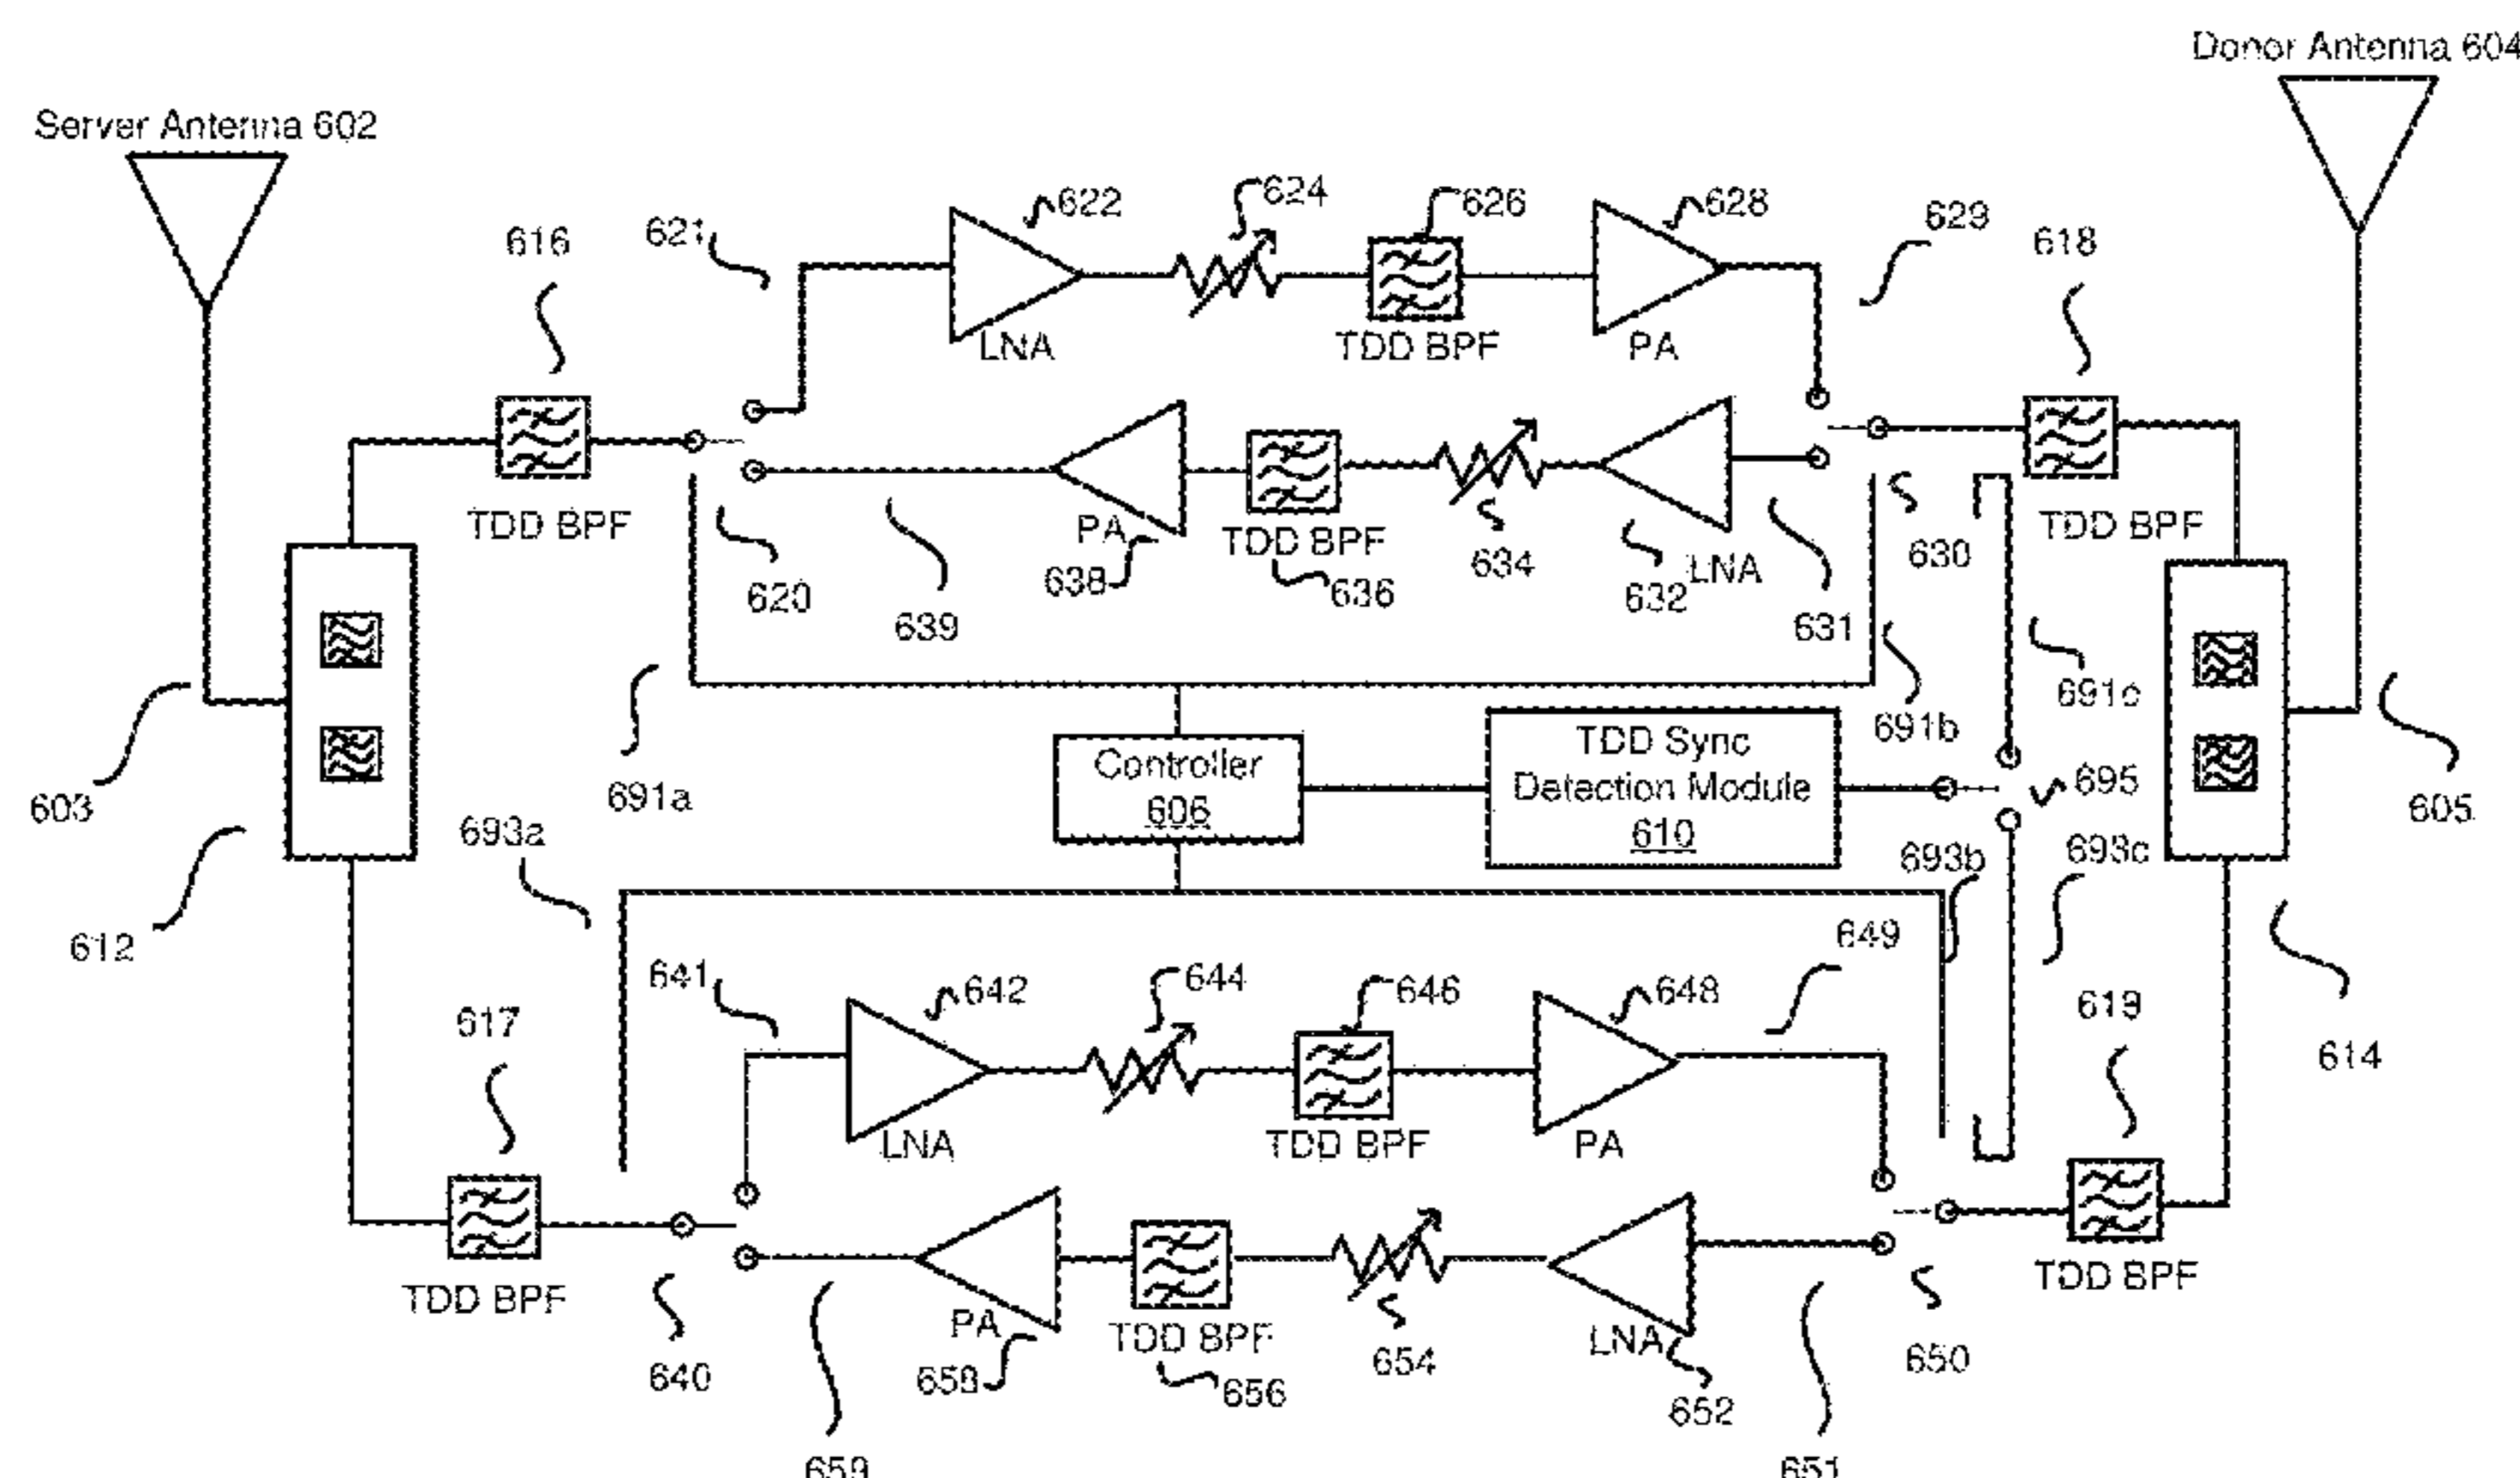 Donor Antenna 604
Server Antenna 602
622
624
626
628
629
616
621
618
LNA
TDD BPF
PA
TDD BPF
PA
TDD BPF
TDD BPF
638
636
634
632
LNA
630
620
639
631
691a
691b
691c
Controller
606
TDD Sync
Detection Module
610
695
603
605
693a
693b
693c
612
649
641
642
644
646
648
617
619
614
LNA
TDD BPF
PA
TDD BPF
PA
TDD BPF
LNA
TDD BPF
640
658
656
654
652
650
659
651